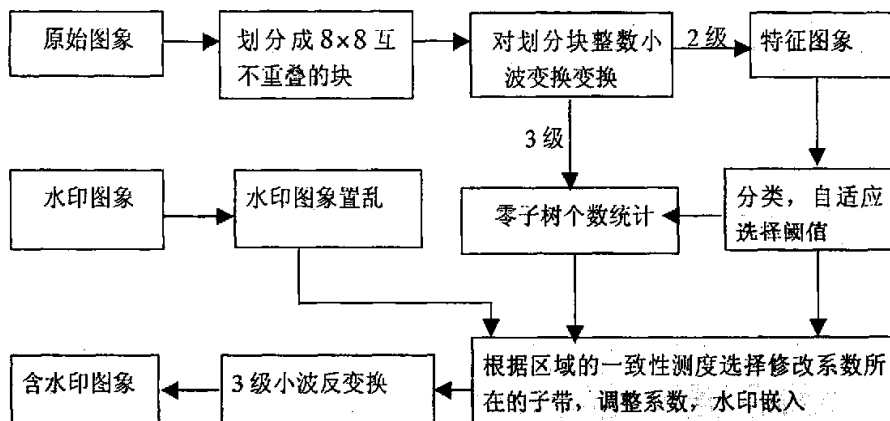 原始图象
划分成8×8互
不重叠的块
对划分块整数小
波变换变换
2级
特征图象
3级
水印图象
水印图象置乱
零子树个数统计
分类，自适应
选择阈值
含水印图象
3级小波反变换
根据区域的一致性测度选择修改系数所
在的子带，调整系数，水印嵌入